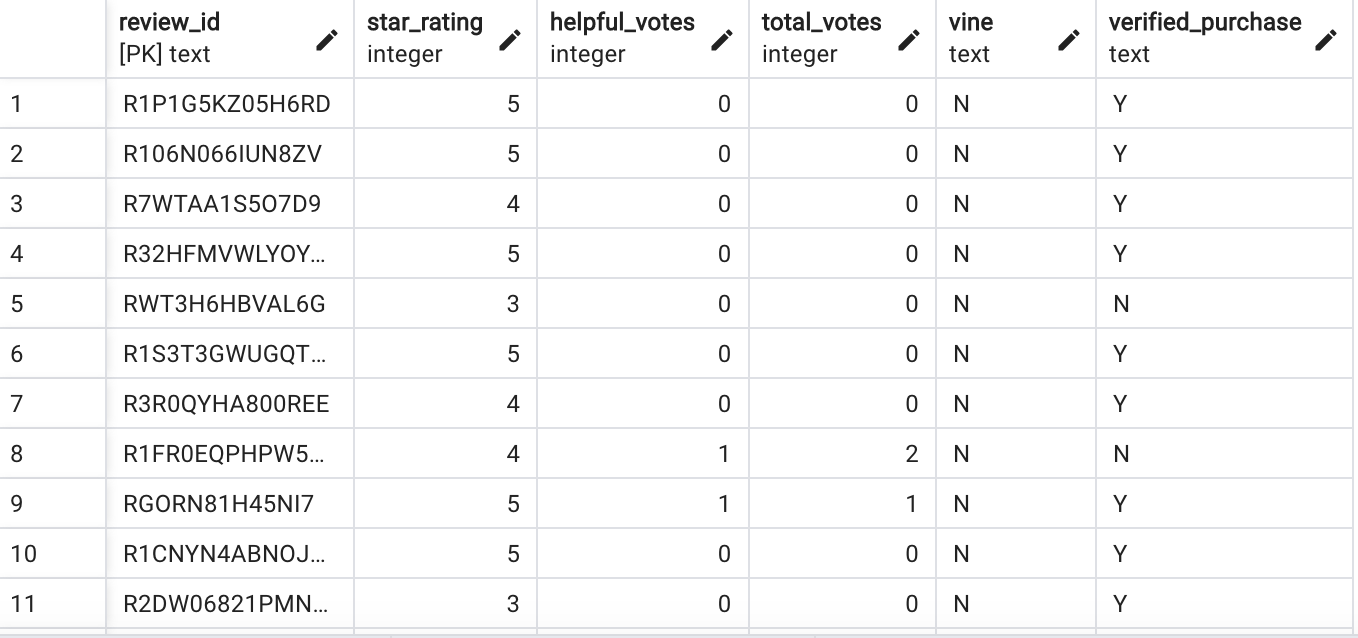 review_id star_rating helpful_votes total_votes vine verified_purchase
[PK] text integer integer integer text text
1 R1P1G5KZ05H6RD 5 0 0 N Y
2 R106N066IUN8ZV 5 0 0 N Y
3 R7WTAA1S5O7D9 4 0 0 N Y
4 R32HFMVWLYOY... 5 0 0 N Y
5 RWT3H6HBVAL6G 3 0 0 N N
6 R1S3T3GWUGQT... 5 0 0 N Y
7 R3R0QYHA800REE 4 0 0 N Y
8 R1FR0EQPHPW5... 4 1 2 N N
9 RGORN81H45NI7 5 1 1 N Y
10 R1CNYN4ABNOJ... 5 0 0 N Y
11 R2DW06821PMN... 3 0 0 N Y